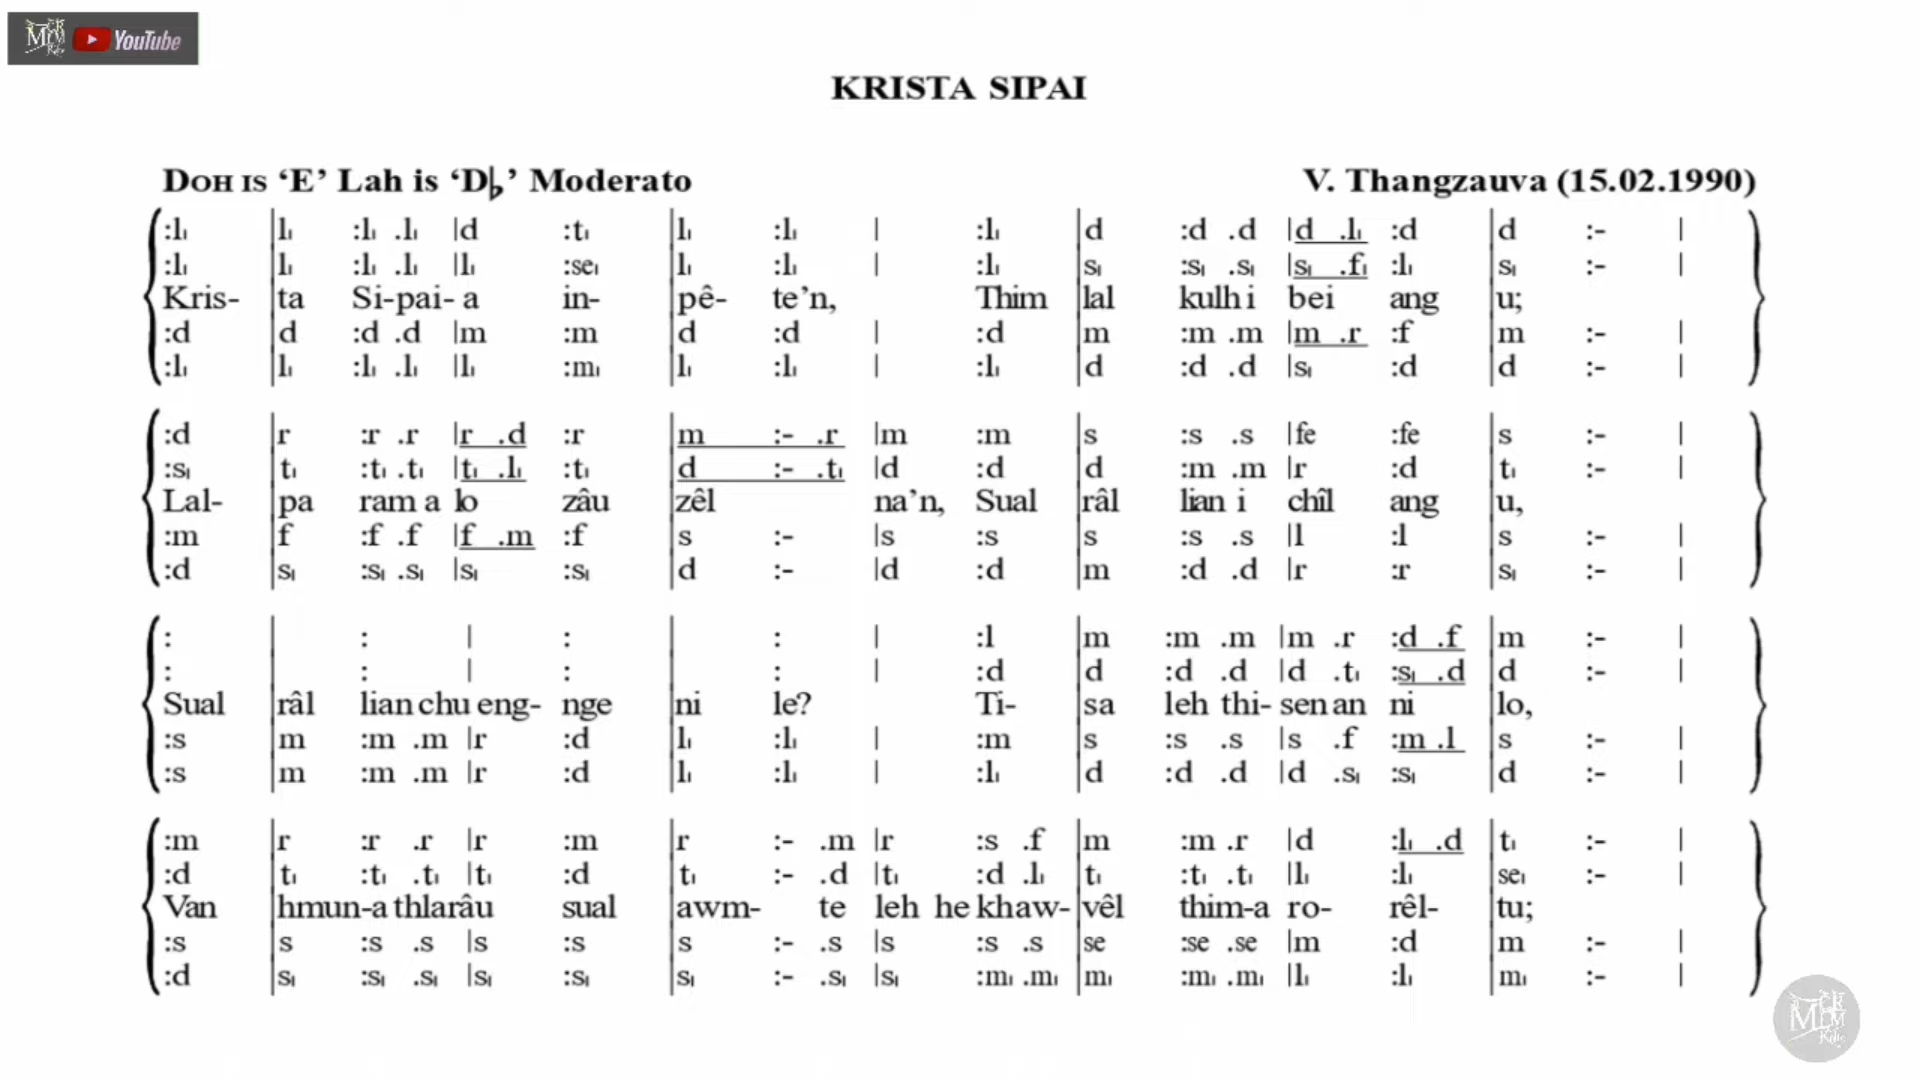 YouTube
KRISTA SIPAI
DOH IS ‘E’ Lah is ‘D♭’ Moderato
V. Thangzauva (15.02.1990)
:l₁ |l₁ :l₁ .l₁ |d :t₁ |l₁ :l₁ | :l₁ |d :d .d |d .l₁ :d |d :- |
:l₁ |l₁ :l₁ .l₁ |l₁ :se₁ |l₁ :l₁ | :l₁ |s₁ :s₁ .s₁ |s₁ .f₁ :l₁ |s₁ :- |
Kris- ta Si-pai- a in- pê- te’n, Thim lal kulh i bei ang u;
:d |d :d .d |m :m |d :d | :d |m :m .m |m .r :f |m :- |
:l₁ |l₁ :l₁ .l₁ |l₁ :m₁ |l₁ :l₁ | :l₁ |d :d .d |s₁ :d |d :- |
:d |r :r .r |r .d :r |m :- .r |m :m |s :s .s |fe :fe |s :- |
:s₁ |t₁ :t₁ .t₁ |t₁ .l₁ :t₁ |d :- .t₁ |d :d |d :m .m |r :d |t₁ :- |
Lal- pa ram a lo zâu zêl na’n, Sual râl lian i chîl ang u,
:m |f :f .f |f .m :f |s :- |s :s |s :s .s |l :l |s :- |
:d |s₁ :s₁ .s₁ |s₁ :s₁ |d :- |d :d |m :d .d |r :r |s₁ :- |
: | : | : | : | :l |m :m .m |m .r :d .f |m :- |
: | : | : | : | :d |d :d .d |d .t₁ :s₁ .d |d :- |
Sual râl lian chu eng- nge ni le? Ti- sa leh thi- sen an ni lo,
:s |m :m .m |r :d |l₁ :l₁ | :m |s :s .s |s .f :m .l |s :- |
:s |m :m .m |r :d |l₁ :l₁ | :l₁ |d :d .d |d .s₁ :s₁ |d :- |
:m |r :r .r |r :m |r :- .m |r :s .f |m :m .r |d :l₁ .d |t₁ :- |
:d |t₁ :t₁ .t₁ |t₁ :d |t₁ :- .d |t₁ :d .l₁ |t₁ :t₁ .t₁ |l₁ :l₁ |se₁ :- |
Van hmun-a thlarâu sual awm- te leh he khaw- vêl thim-a ro- rêl- tu;
:s |s :s .s |s :s |s :- .s |s :s .s |se :se .se |m :d |m :- |
:d |s₁ :s₁ .s₁ |s₁ :s₁ |s₁ :- .s₁ |s₁ :m₁ .m₁ |m₁ :m₁ .m₁ |l₁ :l₁ |m₁ :- |